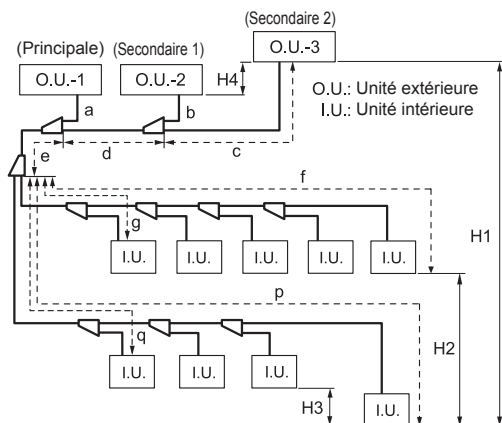 (Secondaire 2)
(Principale) (Secondaire 1)
O.U.-3
O.U.-1 O.U.-2 H4
O.U.: Unité extérieure
I.U.: Unité intérieure
a b
e d c
f
g
H1
I.U. I.U. I.U. I.U. I.U.
p
q
H2
I.U. I.U. I.U.
H3
I.U.